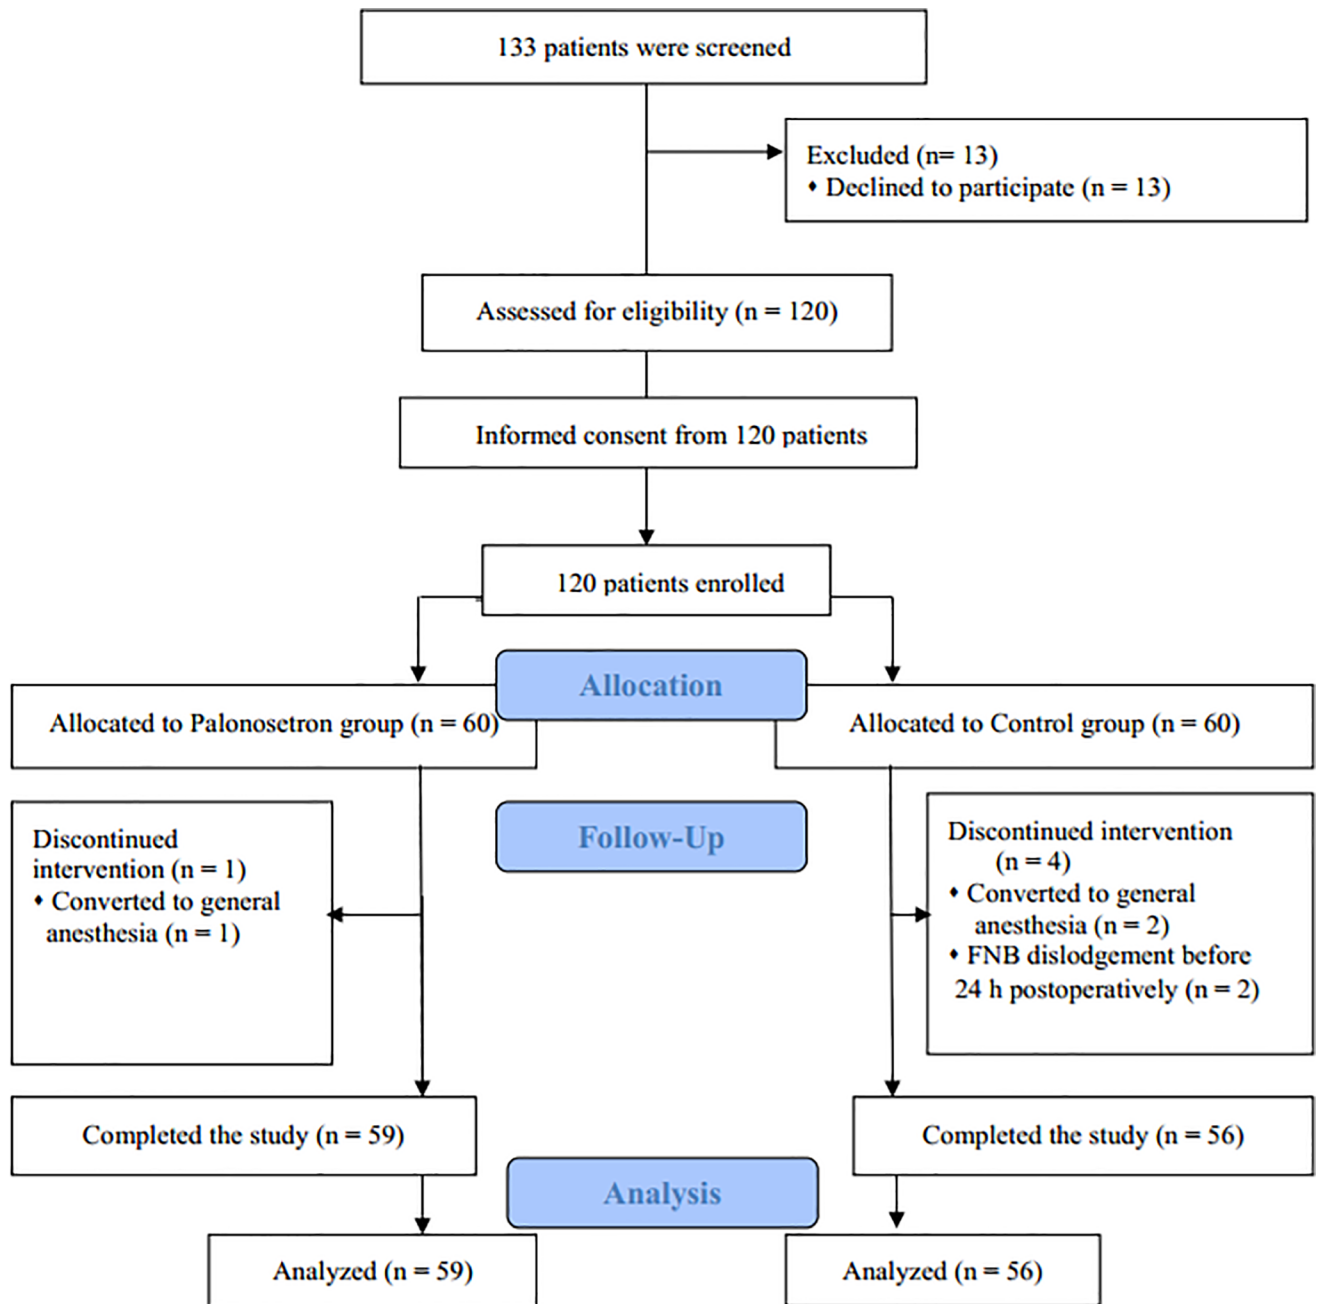 133 patients were screened
Excluded (n= 13)
♦ Declined to participate (n = 13)
Assessed for eligibility (n = 120)
Informed consent from 120 patients
120 patients enrolled
Allocation
Allocated to Palonosetron group (n = 60)
Allocated to Control group (n = 60)
Follow-Up
Discontinued
intervention (n = 1)
♦ Converted to general
anesthesia (n = 1)
Discontinued intervention
(n = 4)
♦ Converted to general
anesthesia (n = 2)
♦ FNB dislodgement before
24 h postoperatively (n = 2)
Completed the study (n = 59)
Completed the study (n = 56)
Analysis
Analyzed (n = 59)
Analyzed (n = 56)